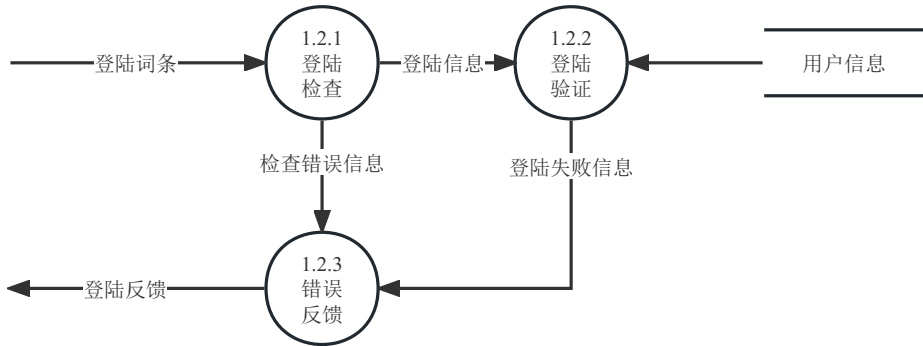 1.2.1
登陆
检查
1.2.2
登陆
验证
登陆词条
登陆信息
用户信息
检查错误信息
登陆失败信息
1.2.3
错误
反馈
登陆反馈